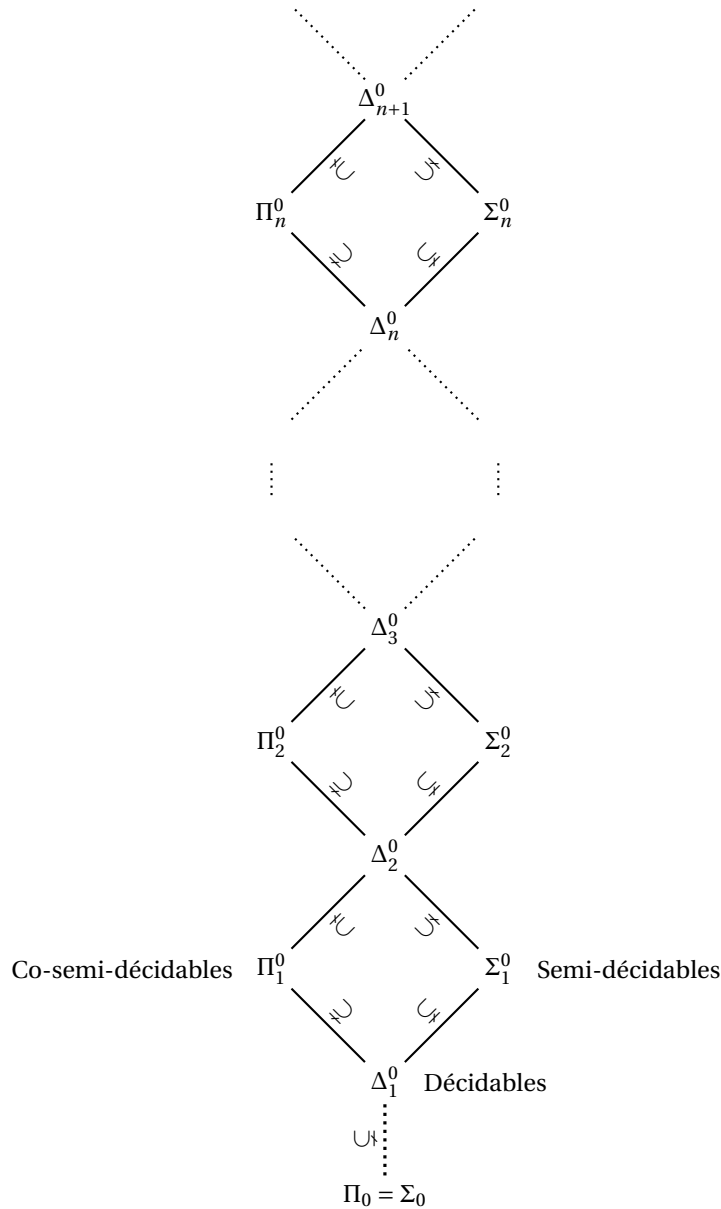 Δ⁰ₙ₊₁
⊊ ⊊
Π⁰ₙ Σ⁰ₙ
⊊ ⊊
Δ⁰ₙ
Δ⁰₃
⊊ ⊊
Π⁰₂ Σ⁰₂
⊊ ⊊
Δ⁰₂
⊊ ⊊
Co-semi-décidables Π⁰₁ Σ⁰₁ Semi-décidables
⊊ ⊊
Δ⁰₁ Décidables
⊊
Π₀ = Σ₀